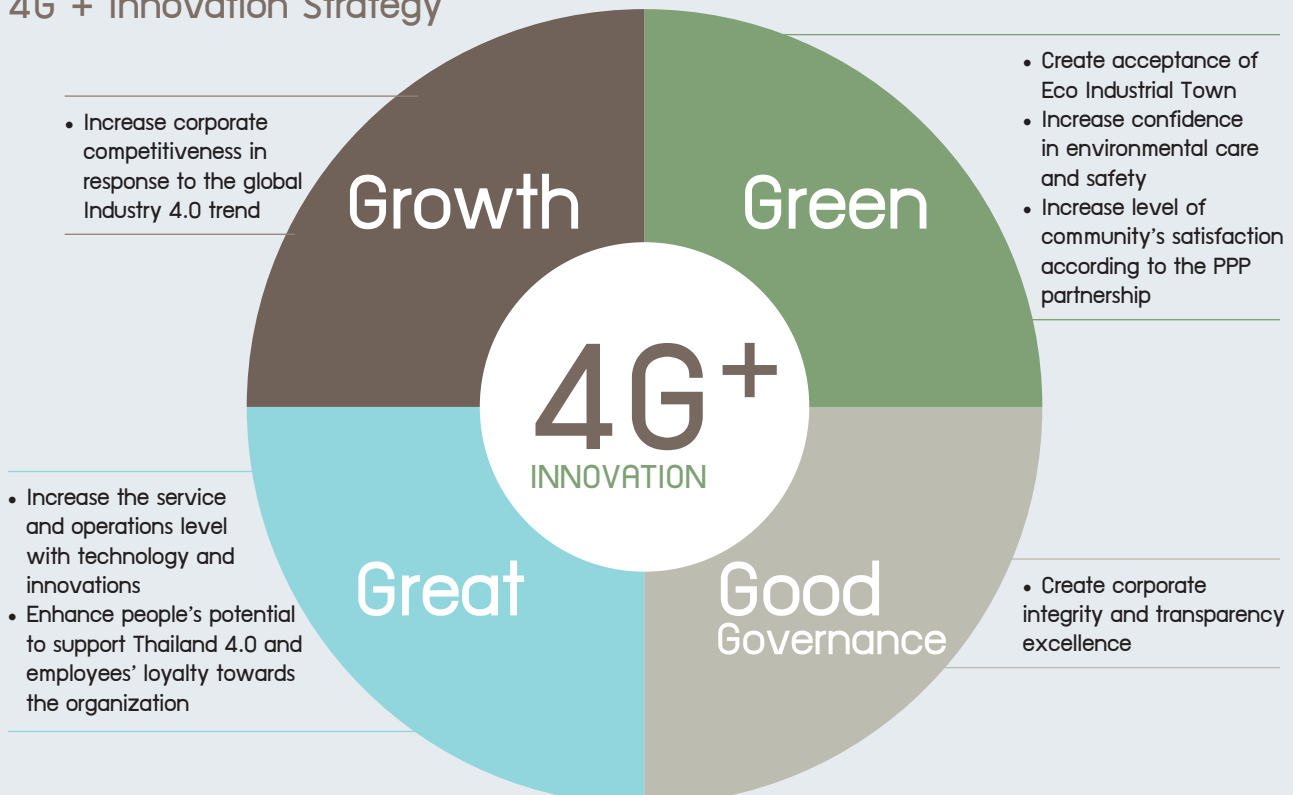 4G + Innovation Strategy
• Increase corporate
competitiveness in
response to the global
Industry 4.0 trend
Growth
Green
• Create acceptance of
Eco Industrial Town
• Increase confidence
in environmental care
and safety
• Increase level of
community's satisfaction
according to the PPP
partnership
4G+
INNOVATION
• Increase the service
and operations level
with technology and
innovations
• Enhance people's potential
to support Thailand 4.0 and
employees' loyalty towards
the organization
Great
Good
Governance
• Create corporate
integrity and transparency
excellence